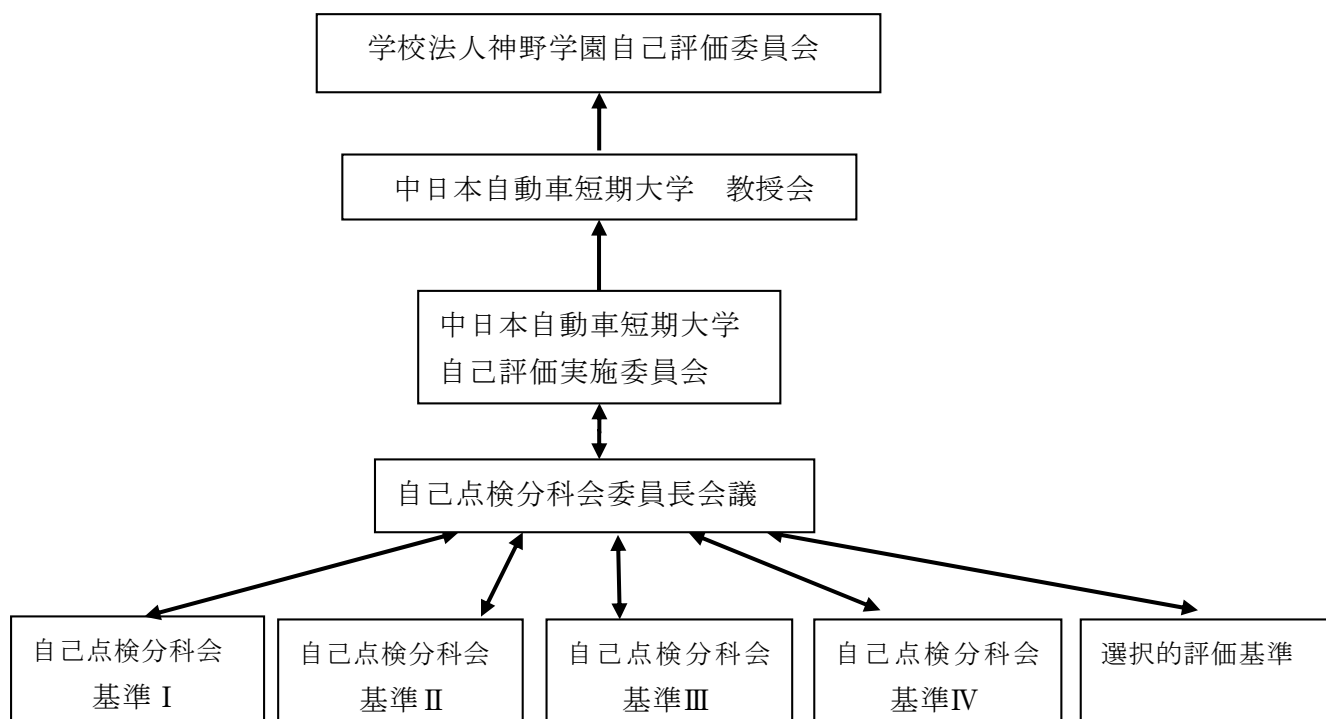 学校法人神野学園自己評価委員会
中日本自動車短期大学　教授会
中日本自動車短期大学
自己評価実施委員会
自己点検分科会委員長会議
自己点検分科会
基準Ⅰ
自己点検分科会
基準Ⅱ
自己点検分科会
基準Ⅲ
自己点検分科会
基準Ⅳ
選択的評価基準